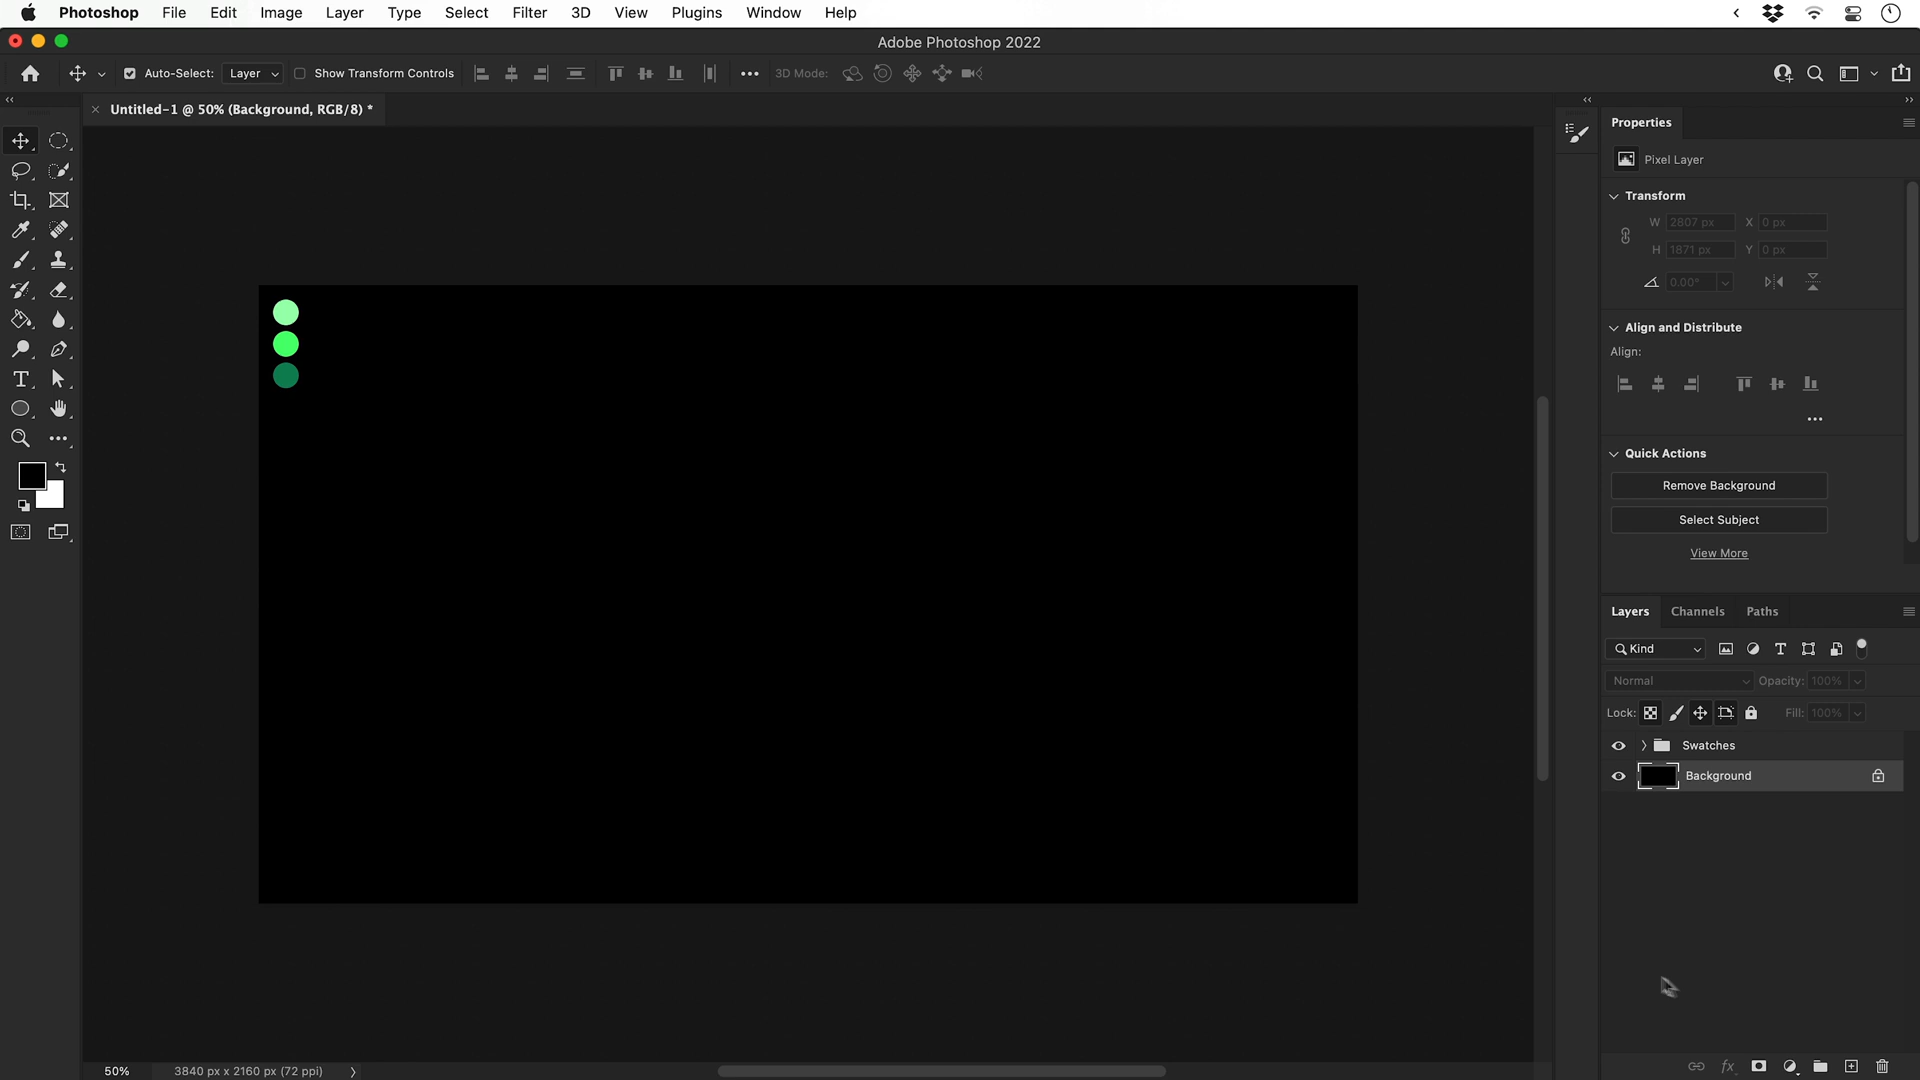 Photoshop File Edit Image Layer Type Select Filter 3D View Plugins Window Help
Adobe Photoshop 2022
Auto-Select: Layer Show Transform Controls 3D Mode:
Untitled-1 @ 50% (Background, RGB/8) *
Properties
Pixel Layer
Transform
W 2807 px X 0 px
H 1871 px Y 0 px
0.00°
Align and Distribute
Align:
Quick Actions
Remove Background
Select Subject
View More
Layers Channels Paths
Kind
Normal Opacity: 100%
Lock: Fill: 100%
Swatches
Background
50% 3840 px x 2160 px (72 ppi)
fx